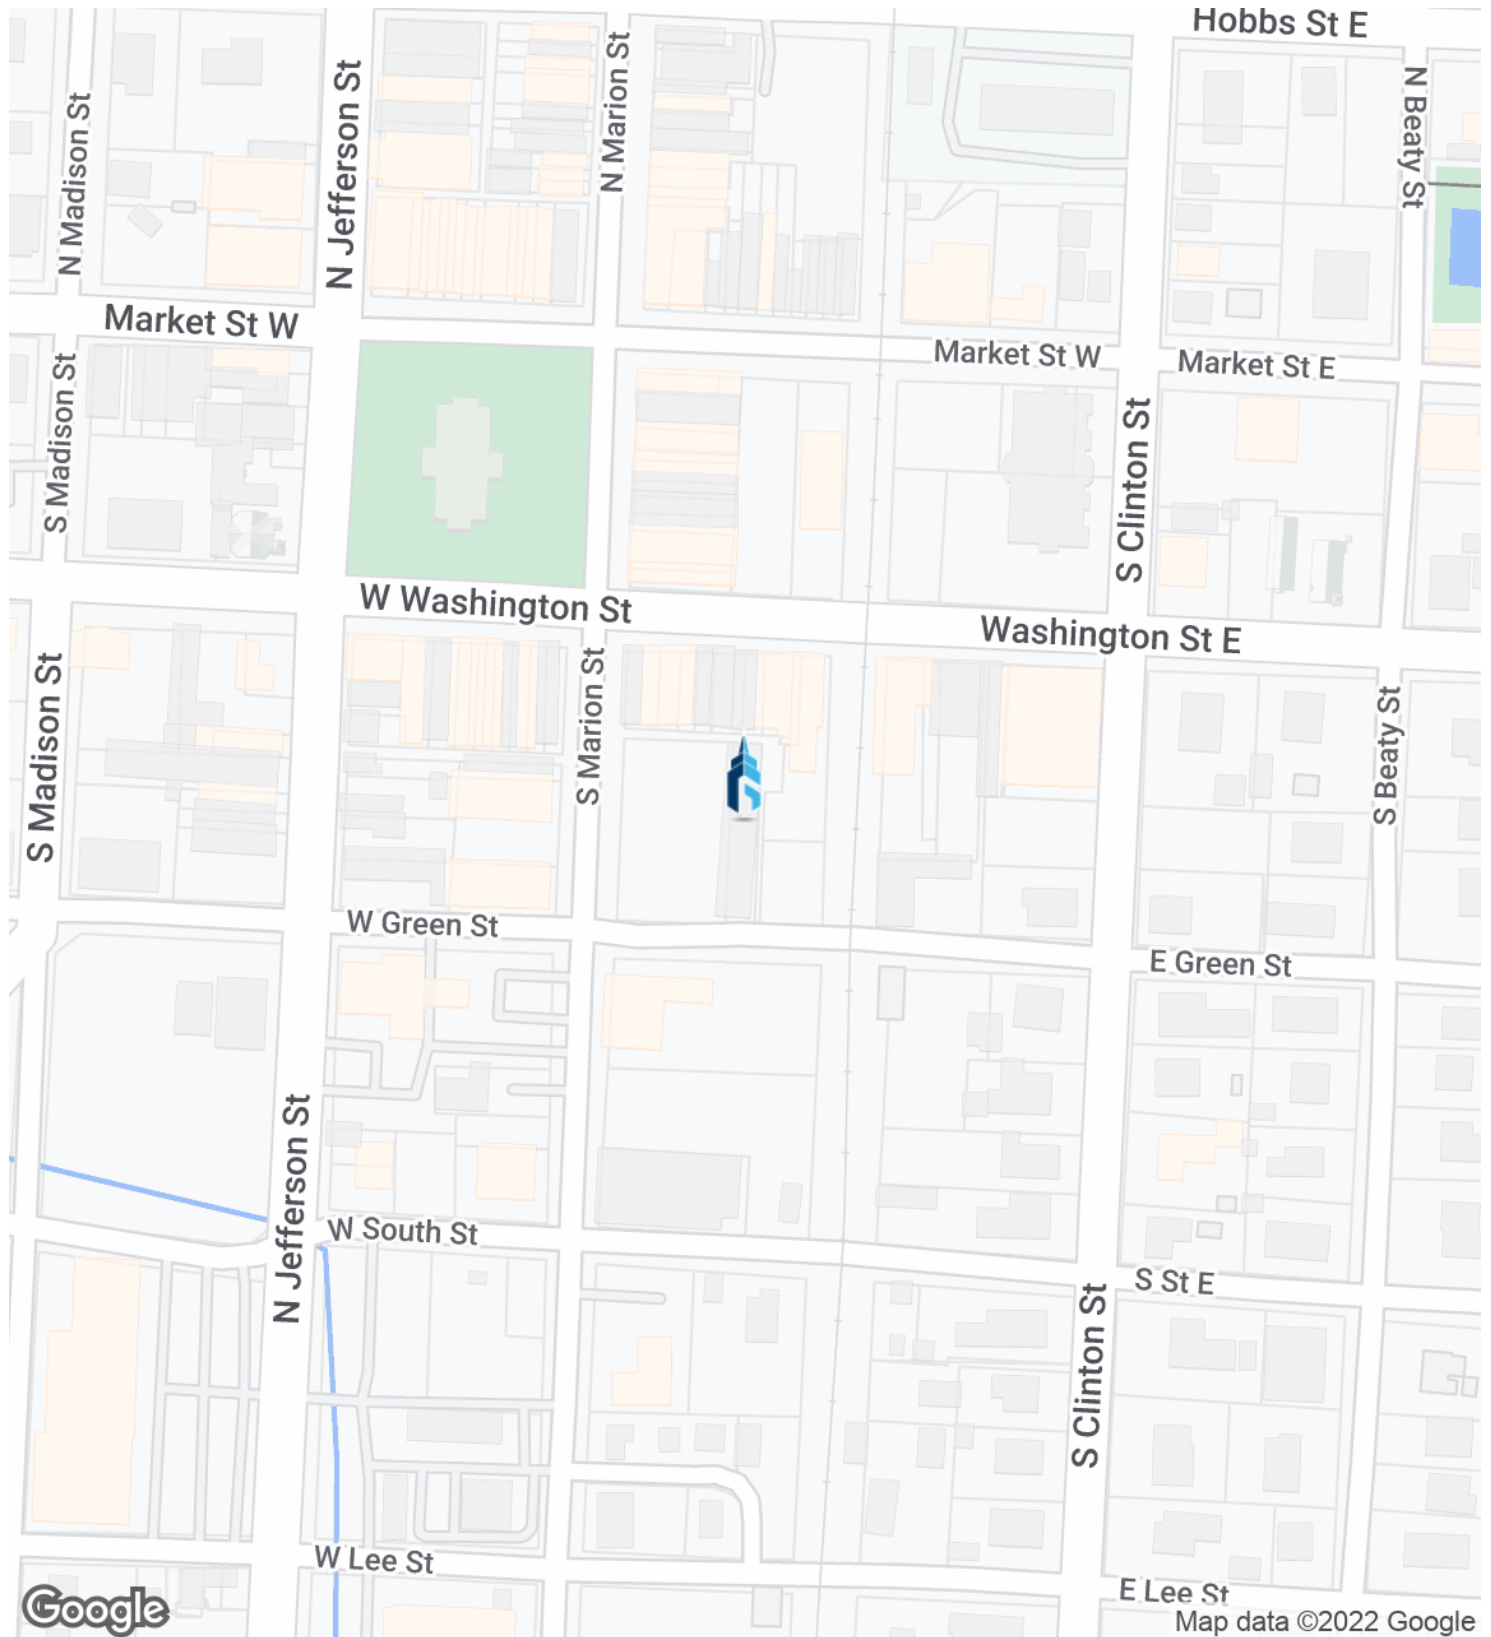 Hobbs St E
N Madison St
N Jefferson St
N Marion St
N Beaty St
Market St W
Market St W
Market St E
S Madison St
S Clinton St
W Washington St
Washington St E
S Madison St
S Marion St
S Beaty St
W Green St
E Green St
N Jefferson St
W South St
S St E
S Clinton St
W Lee St
E Lee St
Google
Map data ©2022 Google